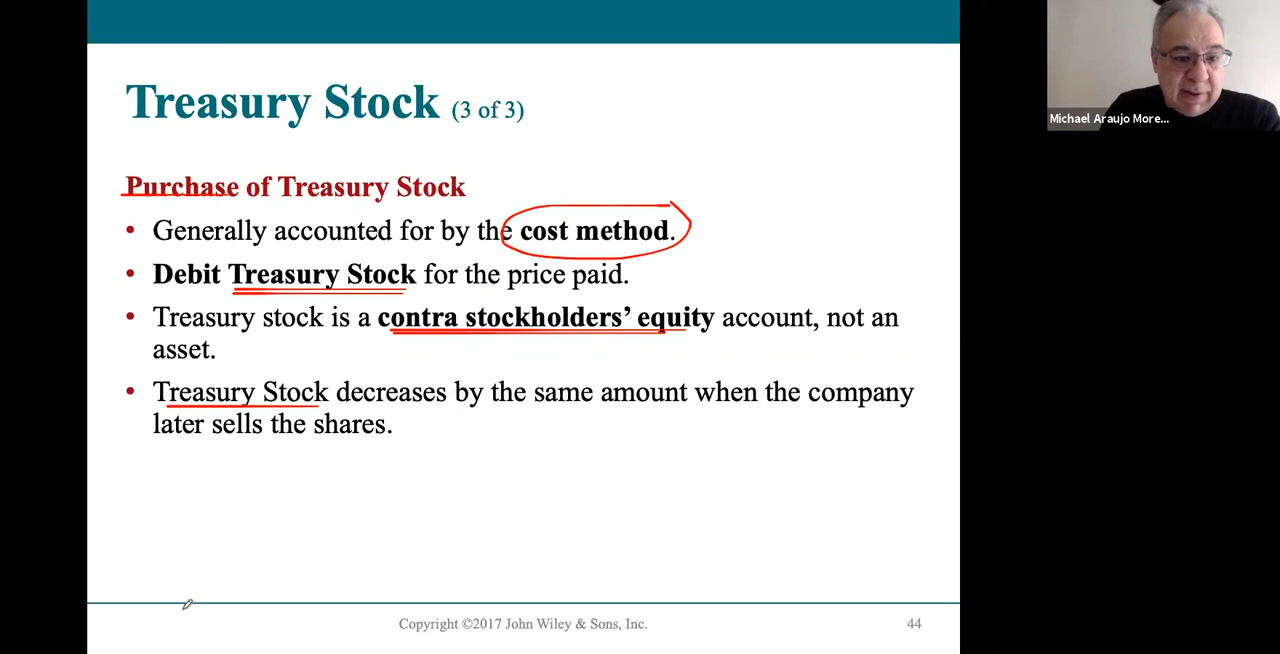 Treasury Stock (3 of 3)
Michael Araujo More...
Purchase of Treasury Stock
• Generally accounted for by the cost method.
• Debit Treasury Stock for the price paid.
• Treasury stock is a contra stockholders’ equity account, not an
asset.
• Treasury Stock decreases by the same amount when the company
later sells the shares.
Copyright ©2017 John Wiley & Sons, Inc.
44